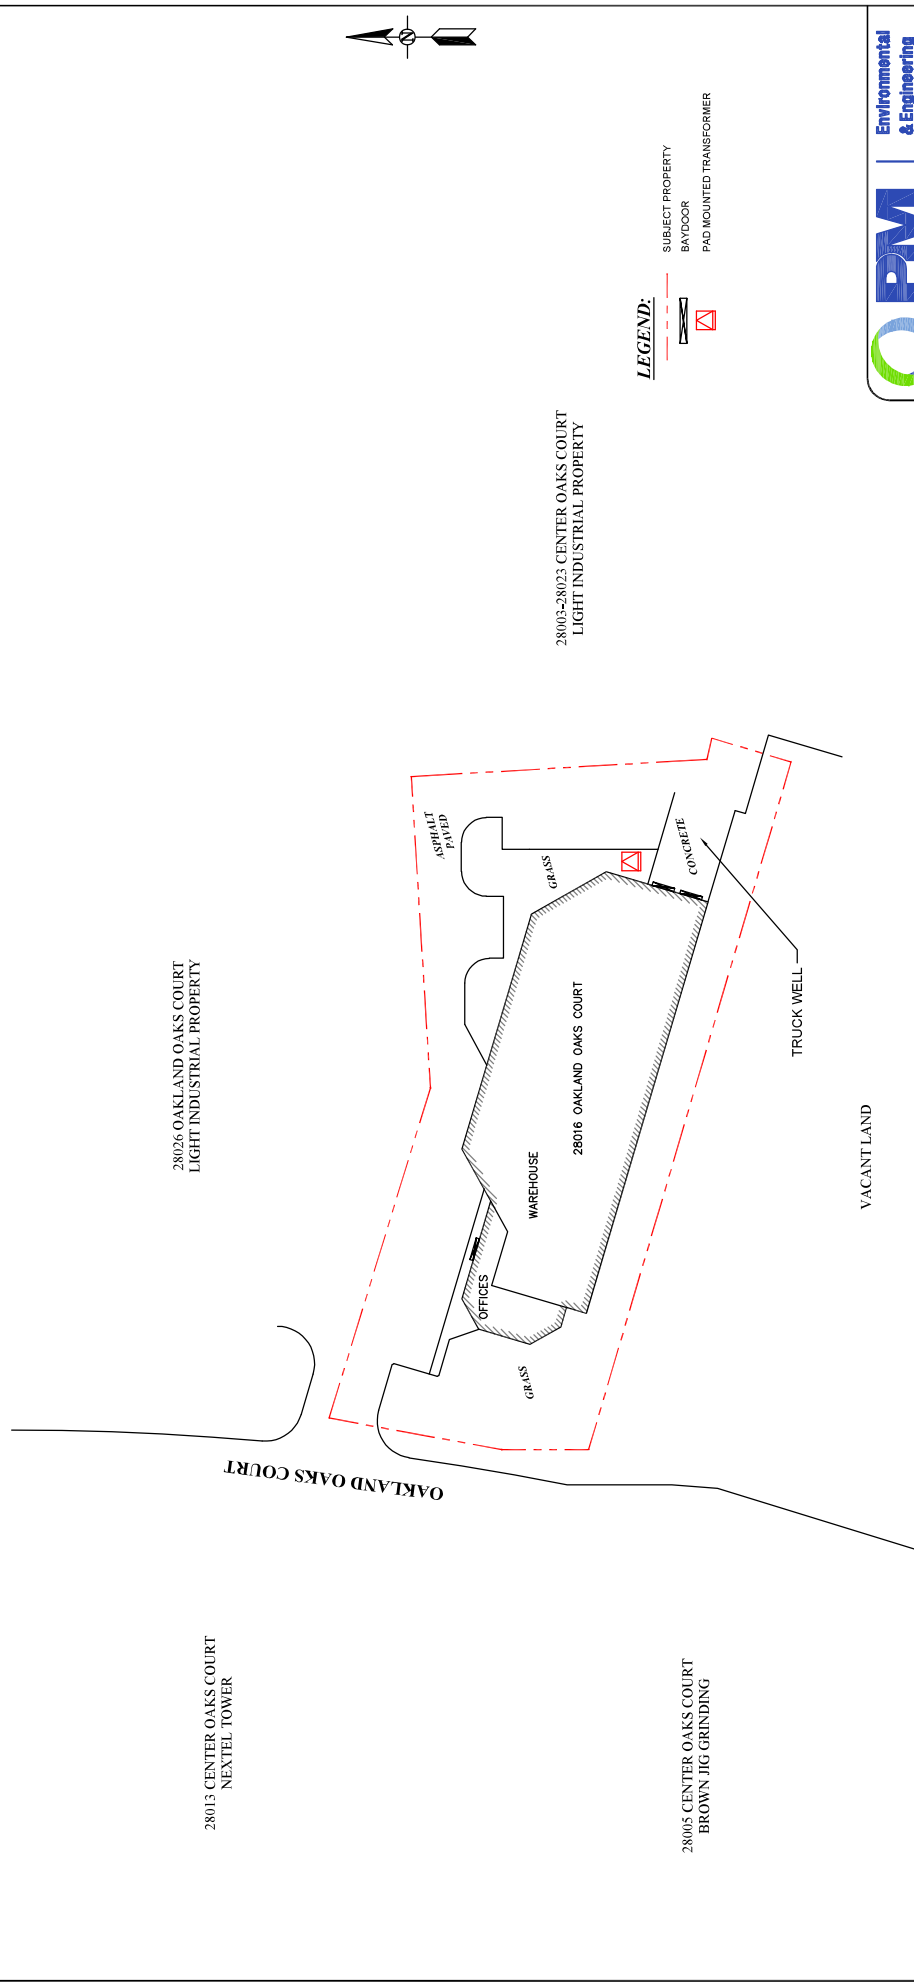 28013 CENTER OAKS COURT
NEXTEL TOWER
28026 OAKLAND OAKS COURT
LIGHT INDUSTRIAL PROPERTY
N
OAKLAND OAKS COURT
ASPHALT
PAVED
GRASS
OFFICES
WAREHOUSE
28016 OAKLAND OAKS COURT
GRASS
CONCRETE
TRUCK WELL
28003-28023 CENTER OAKS COURT
LIGHT INDUSTRIAL PROPERTY
LEGEND:
SUBJECT PROPERTY
BAYDOOR
PAD MOUNTED TRANSFORMER
28005 CENTER OAKS COURT
BROWN JIG GRINDING
VACANT LAND
PM
Environmental
& Engineering